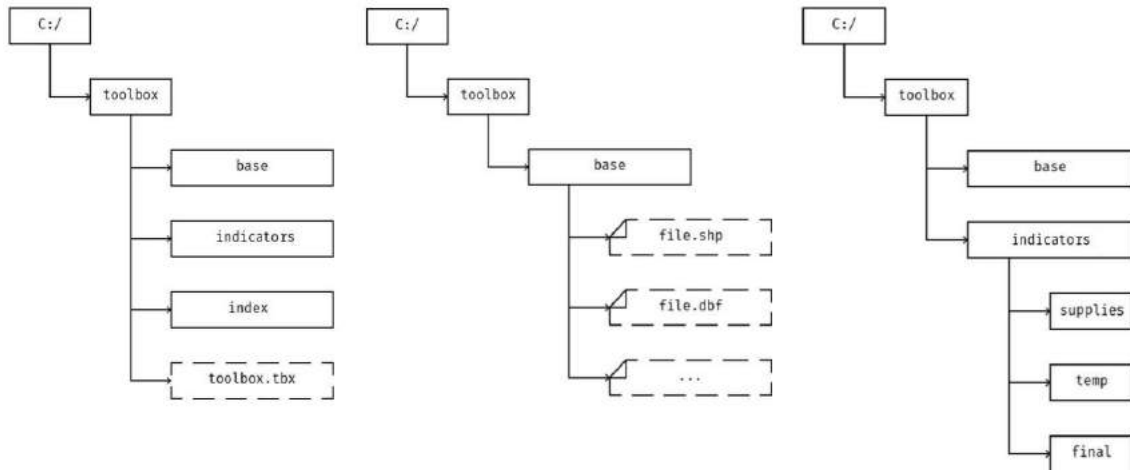 C:/
toolbox
base
indicators
index
toolbox.tbx
C:/
toolbox
base
file.shp
file.dbf
...
C:/
toolbox
base
indicators
supplies
temp
final